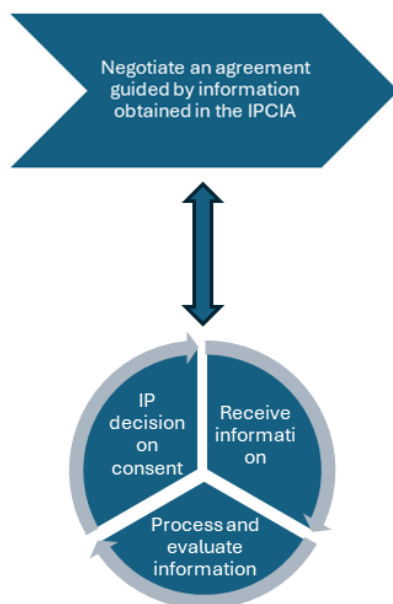 Negotiate an agreement
guided by information
obtained in the IPCIA
IP
decision
on
consent
Receive
informati
on
Process and
evaluate
information